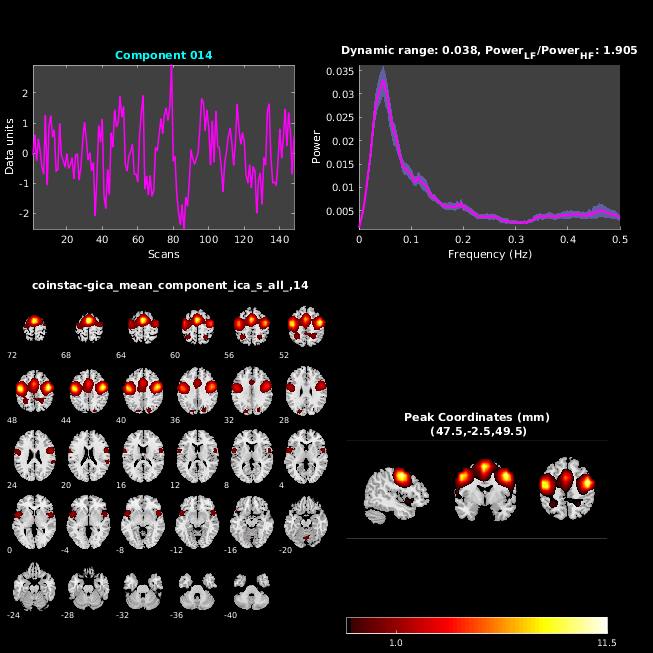 Component 014
Data units
2
1
0
-1
-2
20 40 60 80 100 120 140
Scans
Dynamic range: 0.038, PowerLF/PowerHF: 1.905
Power
0.035
0.03
0.025
0.02
0.015
0.01
0.005
0 0.1 0.2 0.3 0.4 0.5
Frequency (Hz)
coinstac-gica_mean_component_ica_s_all_,14
72 68 64 60 56 52
48 44 40 36 32 28
24 20 16 12 8 4
0 -4 -8 -12 -16 -20
-24 -28 -32 -36 -40
Peak Coordinates (mm)
(47.5,-2.5,49.5)
1.0 11.5